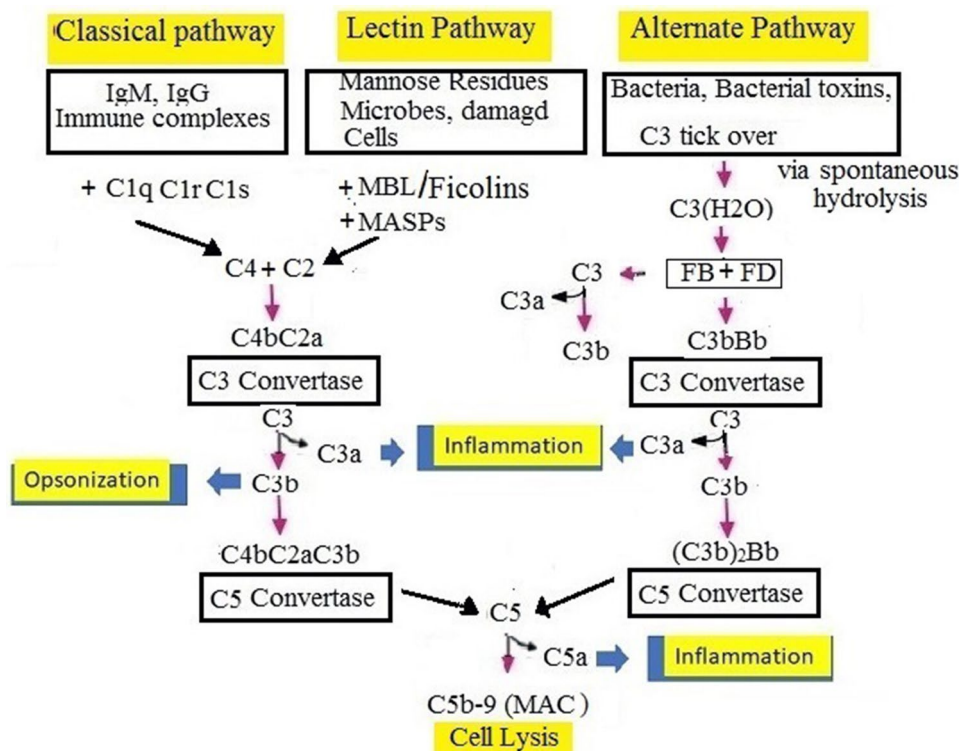 Classical pathway
Lectin Pathway
Alternate Pathway
IgM, IgG
Immune complexes
Mannose Residues
Microbes, damagd
Cells
Bacteria, Bacterial toxins,
C3 tick over
+ C1q C1r C1s
+MBL/Ficolins
+MASPs
via spontaneous
hydrolysis
C3(H2O)
C4 + C2
C3
FB + FD
C3a
C3b
C4bC2a
C3bBb
C3 Convertase
C3 Convertase
C3
C3
C3a
Inflammation
C3a
Opsonization
C3b
C3b
C4bC2aC3b
(C3b)₂Bb
C5 Convertase
C5 Convertase
C5
C5a
Inflammation
C5b-9 (MAC)
Cell Lysis